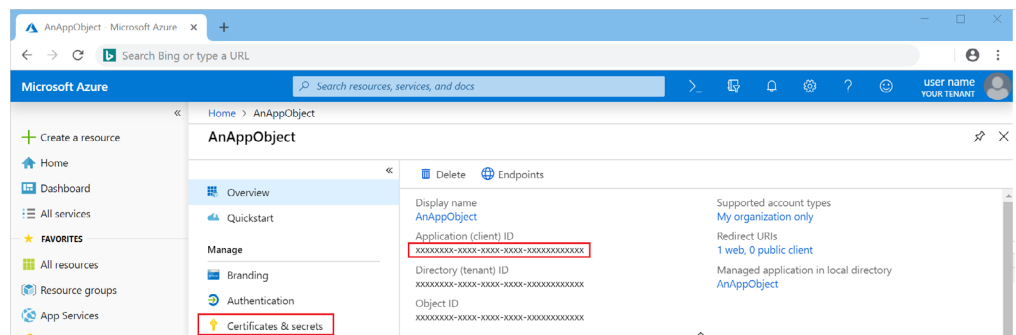 AnAppObject - Microsoft Azure
Search Bing or type a URL
Microsoft Azure
Search resources, services, and docs
user name
YOUR TENANT
Create a resource
Home
Dashboard
All services
FAVORITES
All resources
Resource groups
App Services
Home > AnAppObject
AnAppObject
Overview
Quickstart
Manage
Branding
Authentication
Certificates & secrets
Delete
Endpoints
Display name
AnAppObject
Application (client) ID
xxxxxxxx-xxxx-xxxx-xxxx-xxxxxxxxxxxx
Directory (tenant) ID
xxxxxxxx-xxxx-xxxx-xxxx-xxxxxxxxxxxx
Object ID
xxxxxxxx-xxxx-xxxx-xxxx-xxxxxxxxxxxx
Supported account types
My organization only
Redirect URIs
1 web, 0 public client
Managed application in local directory
AnAppObject